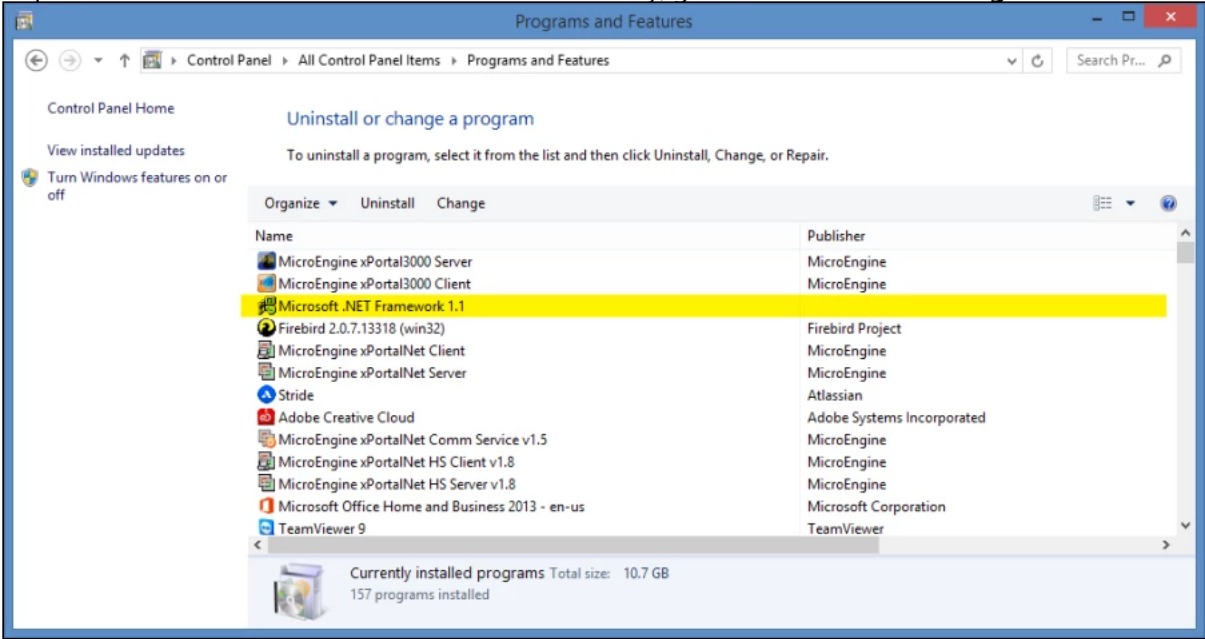 Programs and Features
Control Panel ▸ All Control Panel Items ▸ Programs and Features
Search Pr...
Control Panel Home
View installed updates
Turn Windows features on or
off
Uninstall or change a program
To uninstall a program, select it from the list and then click Uninstall, Change, or Repair.
Organize Uninstall Change
Name Publisher
MicroEngine xPortal3000 Server MicroEngine
MicroEngine xPortal3000 Client MicroEngine
Microsoft .NET Framework 1.1
Firebird 2.0.7.13318 (win32) Firebird Project
MicroEngine xPortalNet Client MicroEngine
MicroEngine xPortalNet Server MicroEngine
Stride Atlassian
Adobe Creative Cloud Adobe Systems Incorporated
MicroEngine xPortalNet Comm Service v1.5 MicroEngine
MicroEngine xPortalNet HS Client v1.8 MicroEngine
MicroEngine xPortalNet HS Server v1.8 MicroEngine
Microsoft Office Home and Business 2013 - en-us Microsoft Corporation
TeamViewer 9 TeamViewer
Currently installed programs Total size: 10.7 GB
157 programs installed